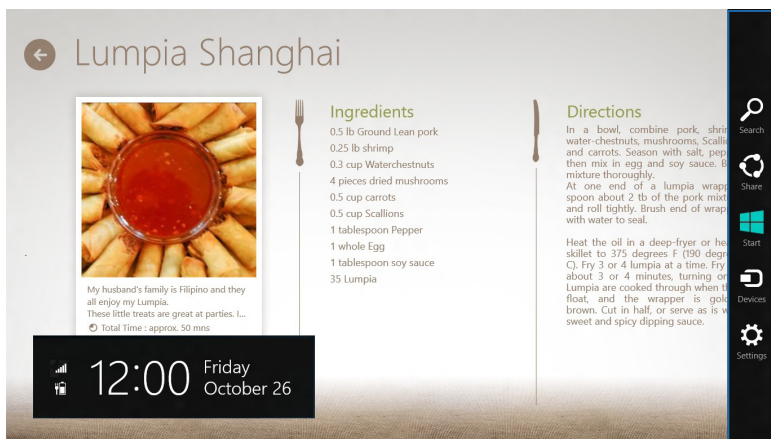 Lumpia Shanghai
My husband's family is Filipino and they
all enjoy my Lumpia.
These little treats are great at parties. I...
Total Time : approx. 50 mns
Ingredients
0.5 lb Ground Lean pork
0.25 lb shrimp
0.3 cup Waterchestnuts
4 pieces dried mushrooms
0.5 cup carrots
0.5 cup Scallions
1 tablespoon Pepper
1 whole Egg
1 tablespoon soy sauce
35 Lumpia
Directions
In a bowl, combine pork,
water-chestnuts, mushrooms,
and carrots. Season with salt,
then mix in egg and soy sauce.
mixture thoroughly.
At one end of a lumpia
spoon about 2 tb of the pork
and roll tightly. Brush end of
with water to seal.
Heat the oil in a deep-fryer or
skillet to 375 degrees F (190
C). Fry 3 or 4 lumpia at a time. Fry
about 3 or 4 minutes, turning
Lumpia are cooked through when
float, and the wrapper is
brown. Cut in half, or serve as is
sweet and spicy dipping sauce.
12:00
Friday
October 26
Search
Share
Start
Devices
Settings